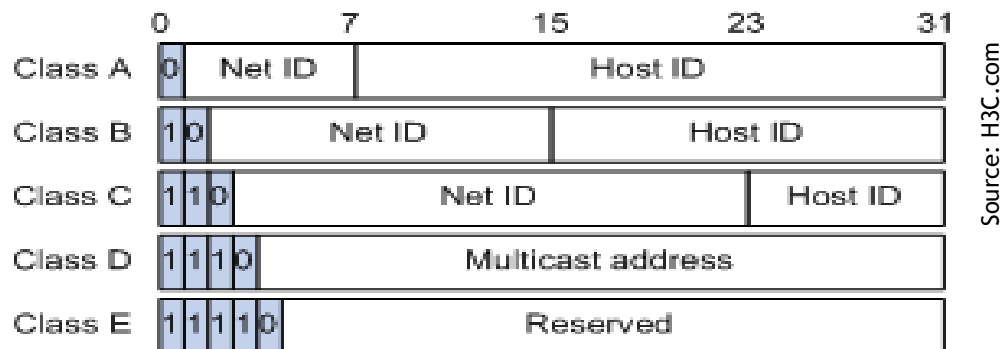 0 7 15 23 31
Class A 0 Net ID Host ID
Class B 1 0 Net ID Host ID
Class C 1 1 0 Net ID Host ID
Class D 1 1 1 0 Multicast address
Class E 1 1 1 1 0 Reserved
Source: H3C.com